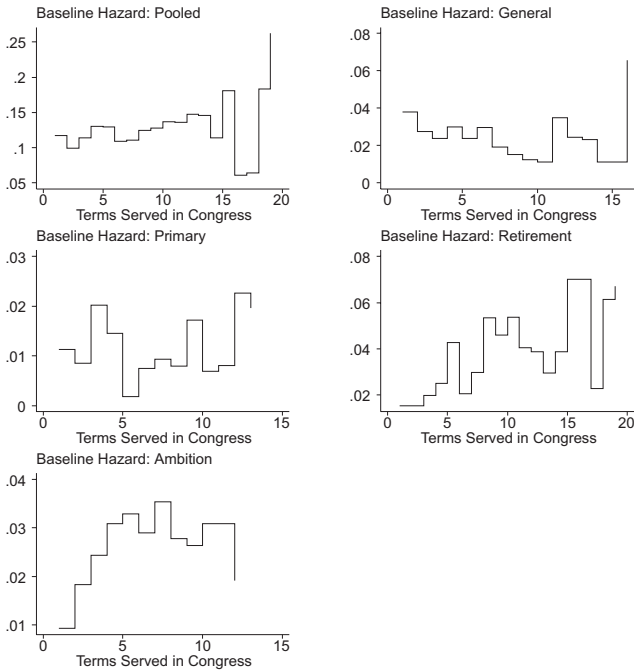 Baseline Hazard: Pooled
.25
.2
.15
.1
.05
0 5 10 15 20
Terms Served in Congress
Baseline Hazard: General
.08
.06
.04
.02
0
0 5 10 15
Terms Served in Congress
Baseline Hazard: Primary
.03
.02
.01
0
0 5 10 15
Terms Served in Congress
Baseline Hazard: Retirement
.08
.06
.04
.02
0 5 10 15 20
Terms Served in Congress
Baseline Hazard: Ambition
.04
.03
.02
.01
0 5 10 15
Terms Served in Congress